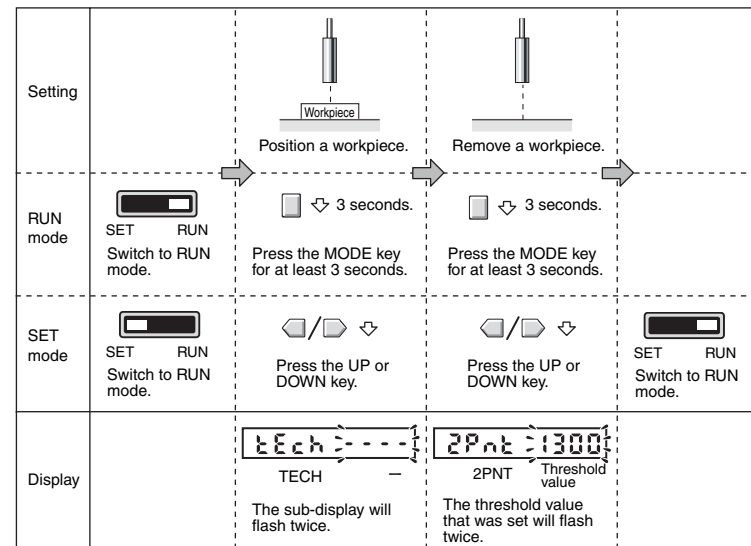 Setting
Workpiece
Position a workpiece.
Remove a workpiece.
RUN
mode
SET RUN
Switch to RUN
mode.
3 seconds.
Press the MODE key
for at least 3 seconds.
3 seconds.
Press the MODE key
for at least 3 seconds.
SET
mode
SET RUN
Switch to RUN
mode.
/
Press the UP or
DOWN key.
/
Press the UP or
DOWN key.
SET RUN
Switch to RUN
mode.
Display
tEch ----
TECH –
The sub-display will
flash twice.
2Pnt 1300
2PNT Threshold
value
The threshold value
that was set will flash
twice.